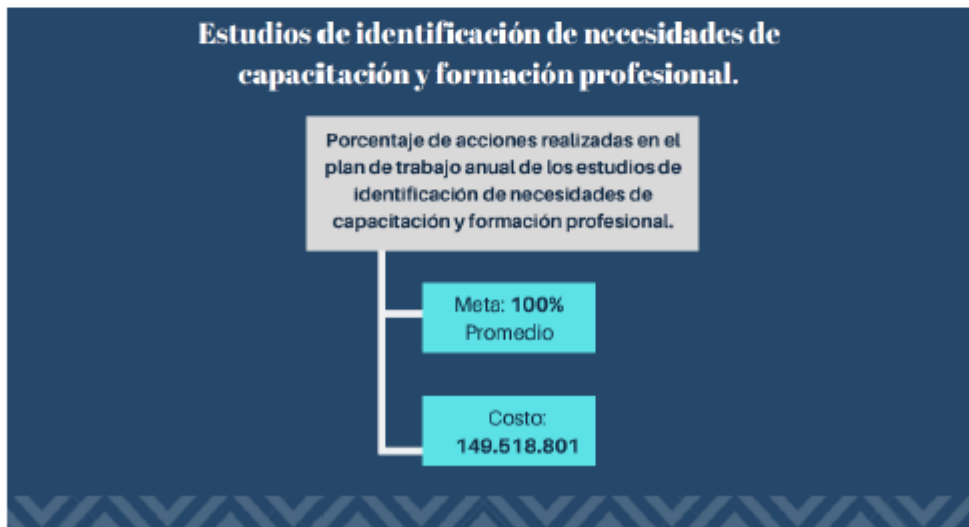 Estudios de identificación de necesidades de
capacitación y formación profesional.
Porcentaje de acciones realizadas en el
plan de trabajo anual de los estudios de
identificación de necesidades de
capacitación y formación profesional.
Meta: 100%
Promedio
Costo:
149.518.801